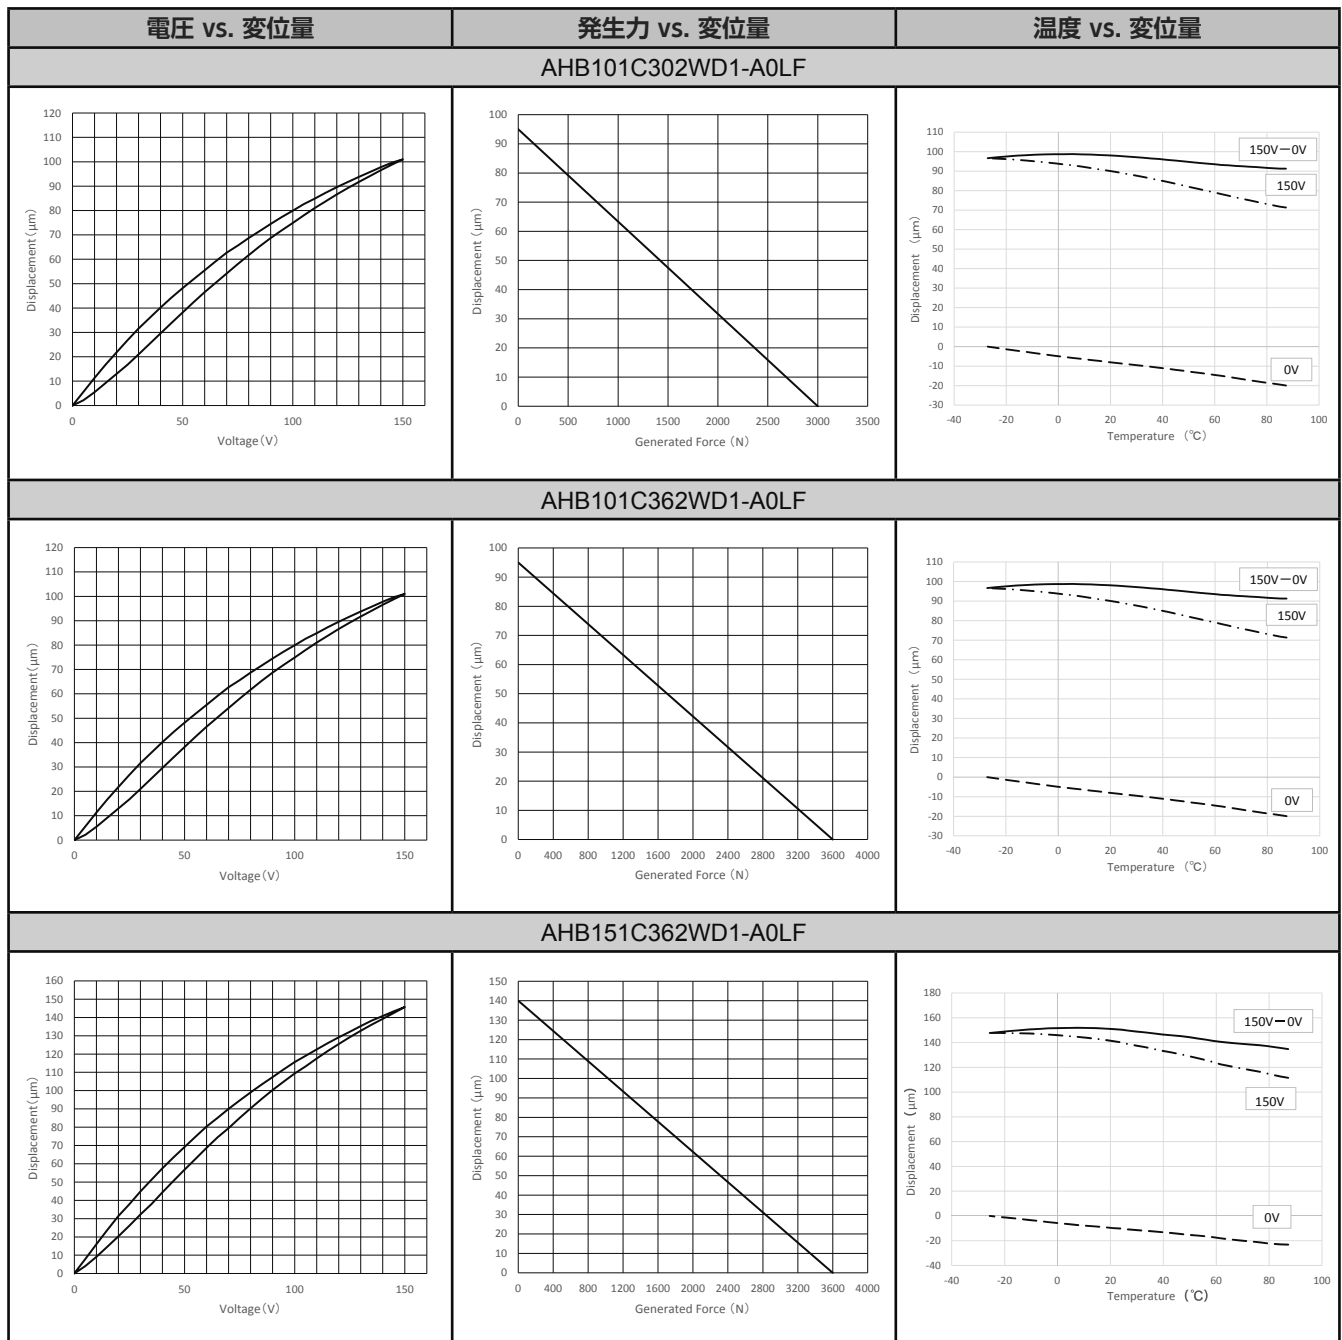 電圧 vs. 変位量
発生力 vs. 変位量
温度 vs. 変位量
AHB101C302WD1-A0LF
120
110
100
90
80
70
60
50
40
30
20
10
0
0 50 100 150
Displacement(μm)
Voltage(V)
100
90
80
70
60
50
40
30
20
10
0
0 500 1000 1500 2000 2500 3000 3500
Displacement (μm)
Generated Force (N)
110
100
90
80
70
60
50
40
30
20
10
0
-10
-20
-30
-40 -20 0 20 40 60 80 100
Displacement (μm)
Temperature (℃)
150V－0V
150V
0V
AHB101C362WD1-A0LF
120
110
100
90
80
70
60
50
40
30
20
10
0
0 50 100 150
Displacement(μm)
Voltage(V)
100
90
80
70
60
50
40
30
20
10
0
0 400 800 1200 1600 2000 2400 2800 3200 3600 4000
Displacement (μm)
Generated Force (N)
110
100
90
80
70
60
50
40
30
20
10
0
-10
-20
-30
-40 -20 0 20 40 60 80 100
Displacement (μm)
Temperature (℃)
150V－0V
150V
0V
AHB151C362WD1-A0LF
160
150
140
130
120
110
100
90
80
70
60
50
40
30
20
10
0
0 50 100 150
Displacement(μm)
Voltage(V)
150
140
130
120
110
100
90
80
70
60
50
40
30
20
10
0
0 400 800 1200 1600 2000 2400 2800 3200 3600 4000
Displacement (μm)
Generated Force (N)
180
160
140
120
100
80
60
40
20
0
-20
-40
-40 -20 0 20 40 60 80 100
Displacement (μm)
Temperature (℃)
150V－0V
150V
0V